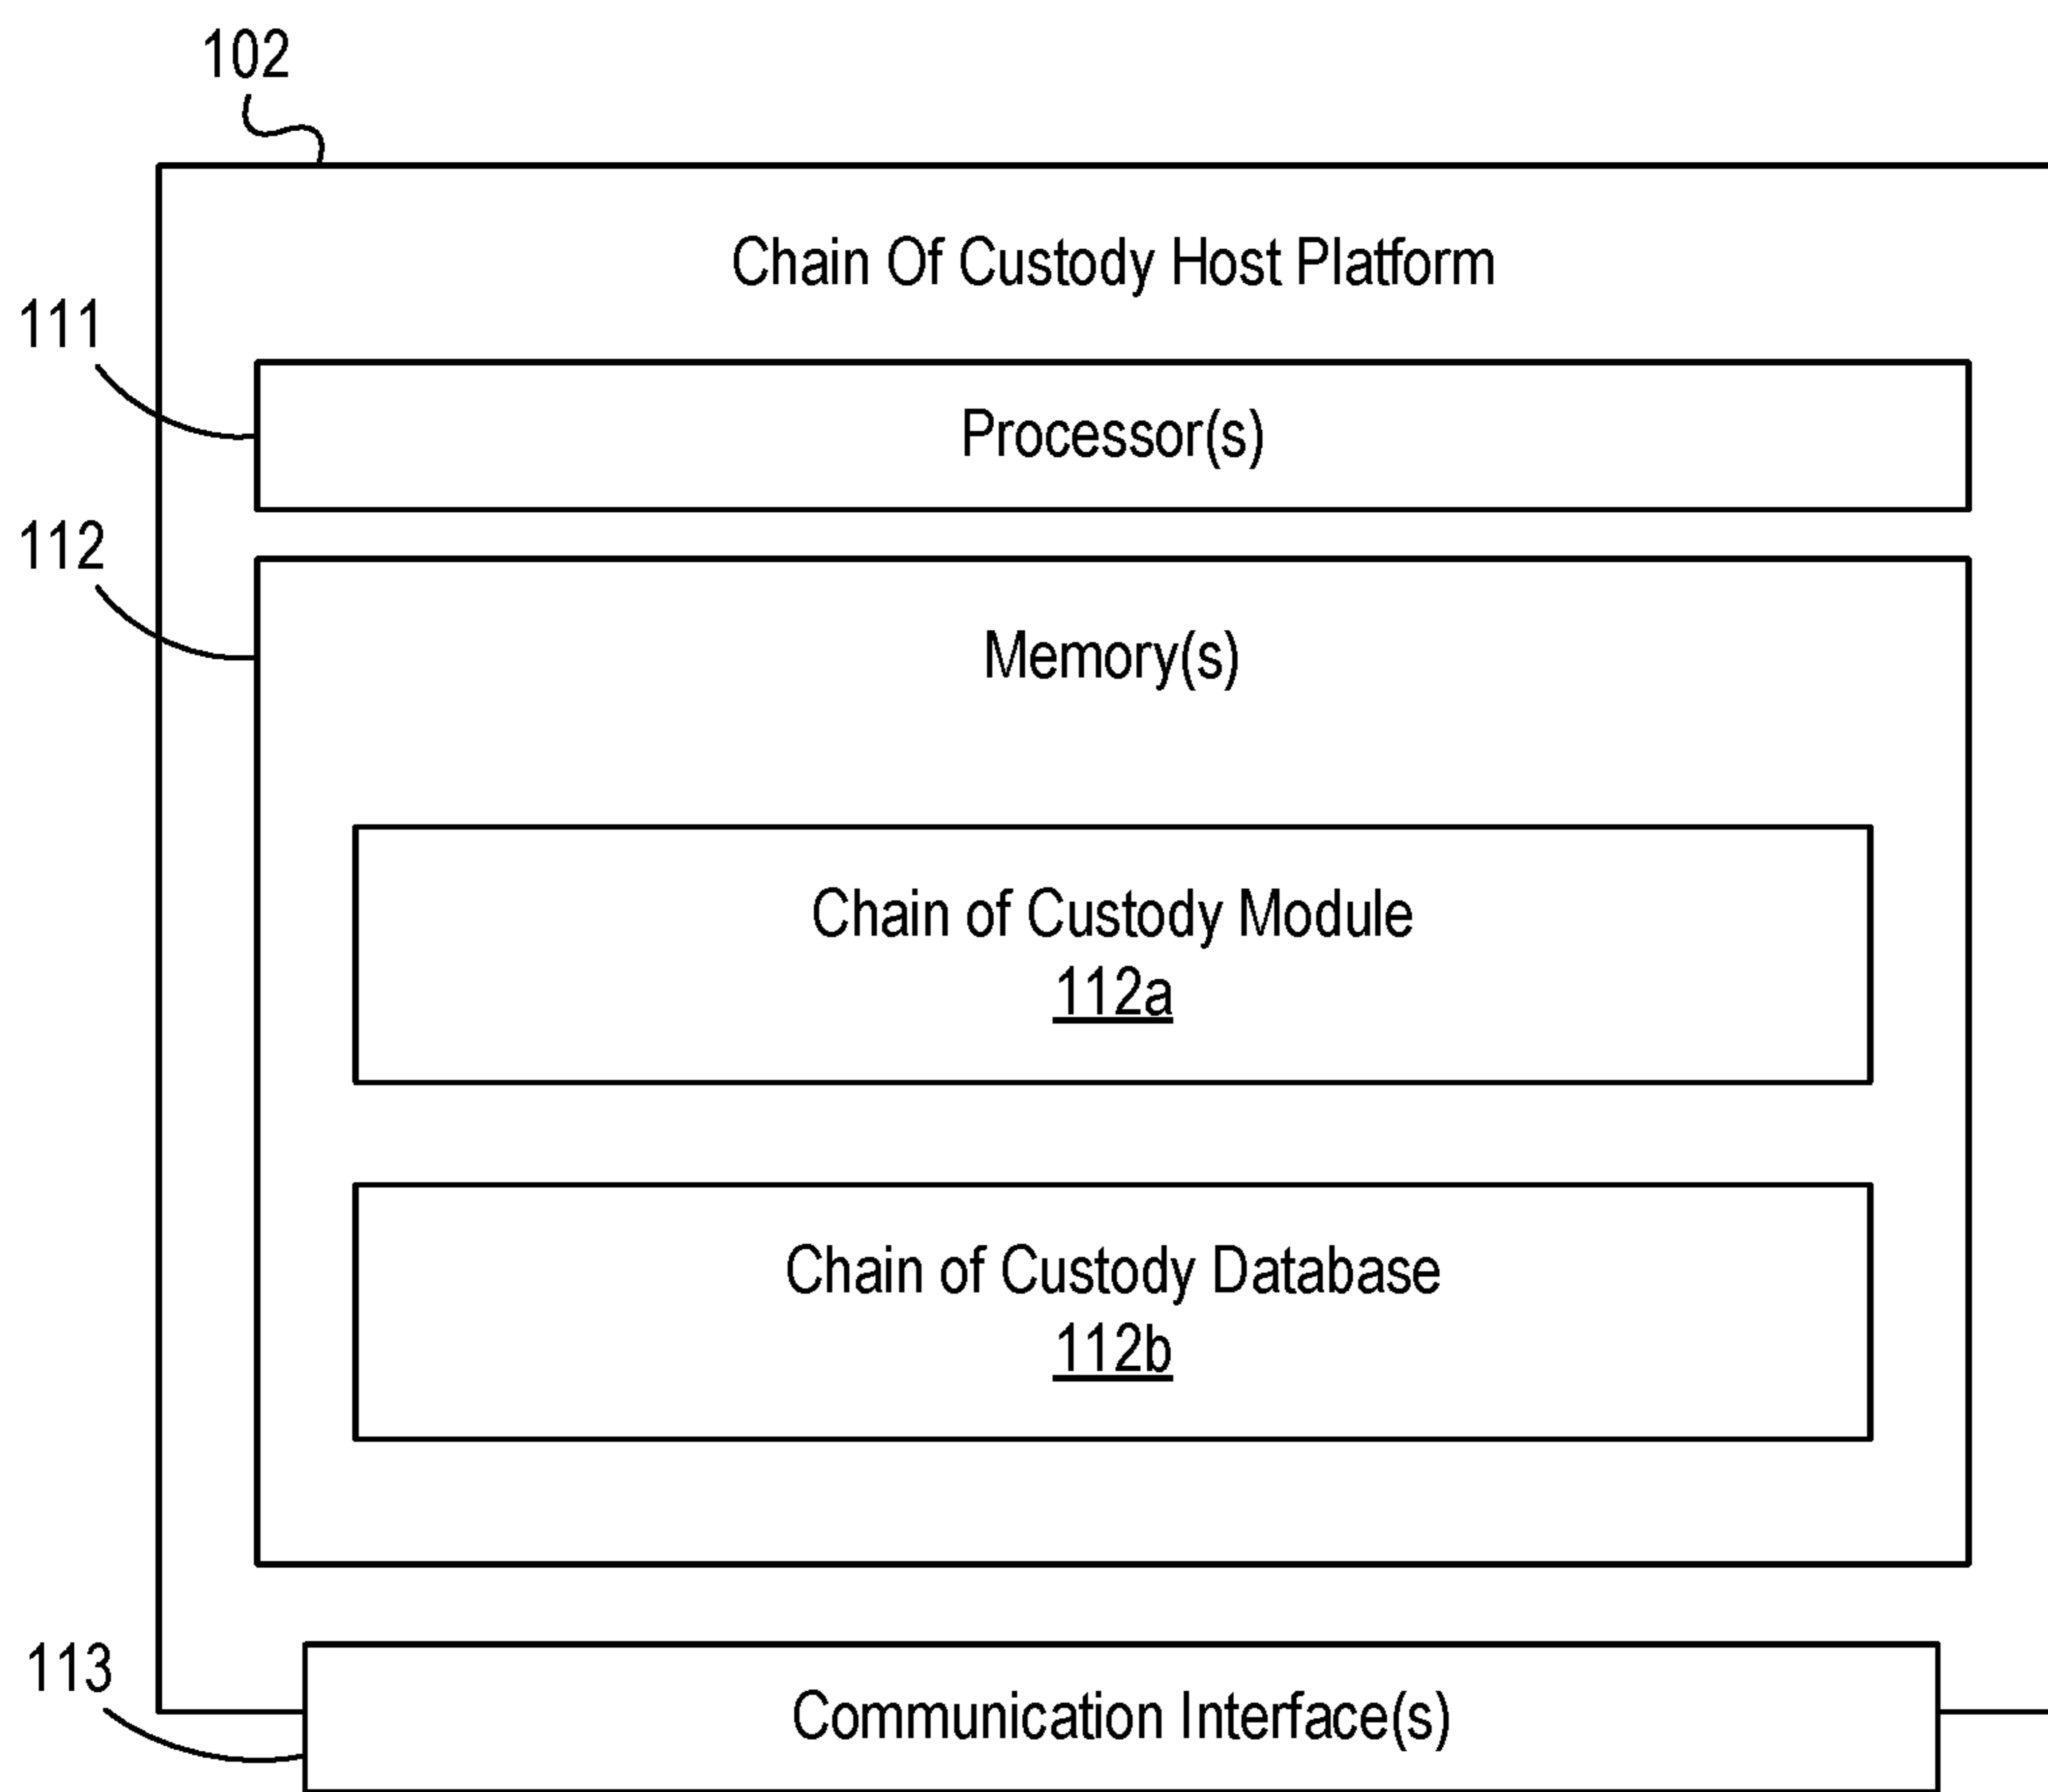 102
Chain Of Custody Host Platform
111
Processor(s)
112
Memory(s)
Chain of Custody Module
112a
Chain of Custody Database
112b
113
Communication Interface(s)